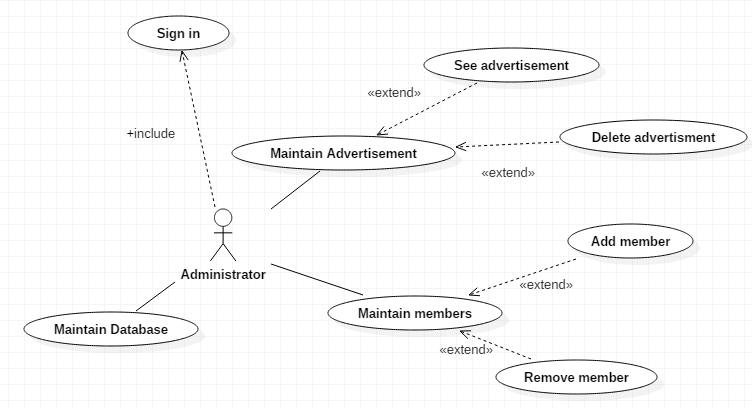 Sign in
See advertisement
«extend»
+include
Delete advertisment
Maintain Advertisement
«extend»
Add member
Administrator
«extend»
Maintain members
Maintain Database
«extend»
Remove member